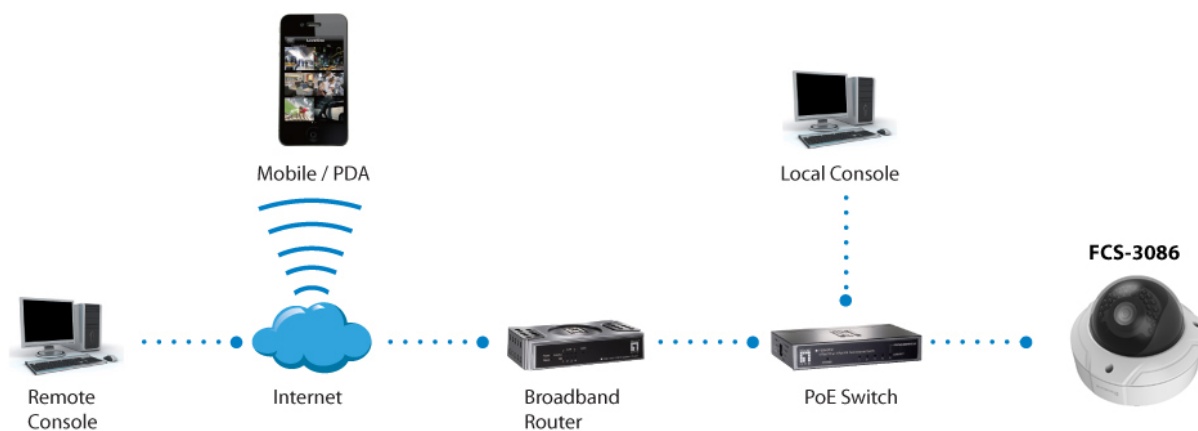 Mobile / PDA
Local Console
FCS-3086
Remote
Console
Internet
Broadband
Router
PoE Switch